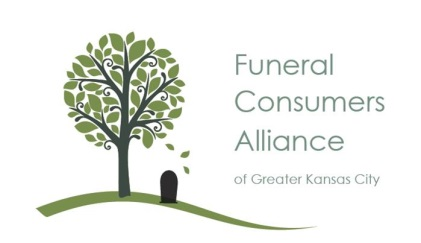 Funeral
Consumers
Alliance
of Greater Kansas City